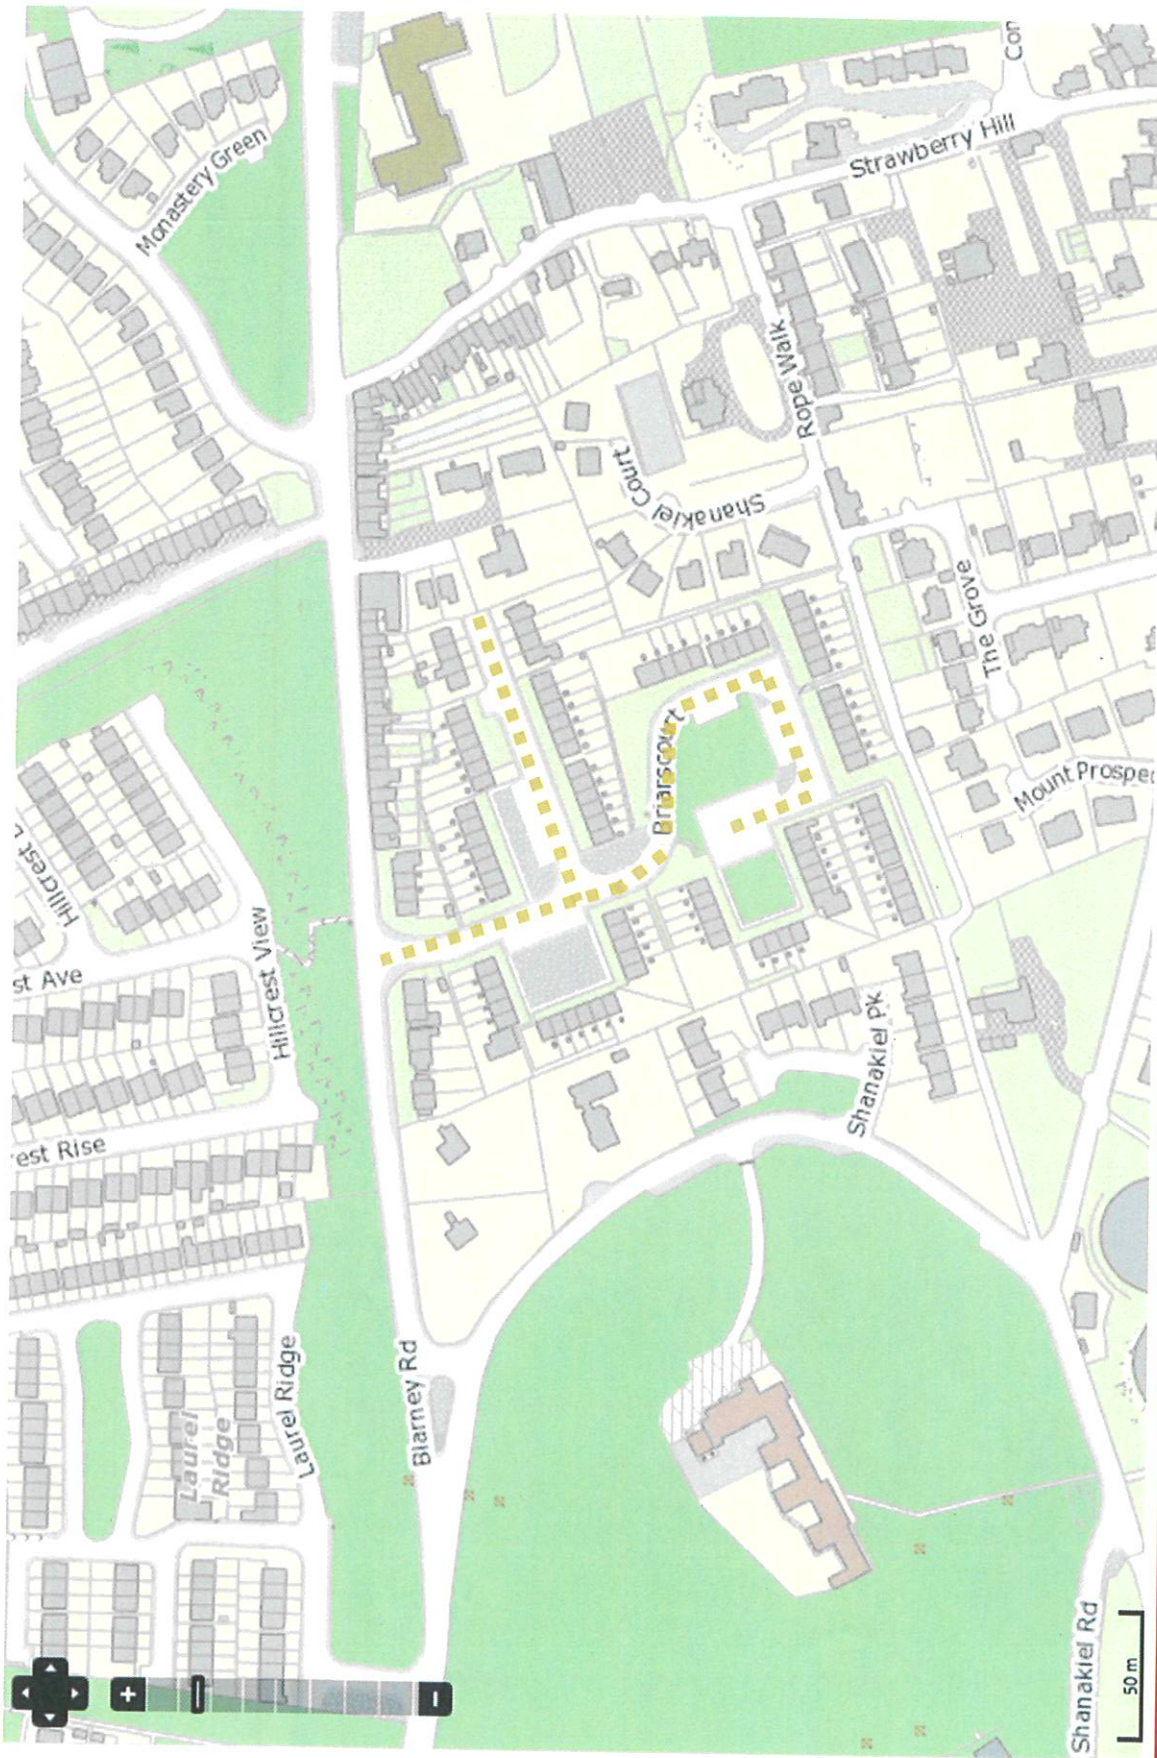 Monastery Green
Con
Strawberry Hill
Rope Walk
Shanakiel Court
The Grove
Briarscourt
Mount Prospec
Hillcrest
Hillcrest View
st Ave
est Rise
Shanakiel Pk
Laurel Ridge
Laurel
Ridge
Blarney Rd
Shanakiel Rd
50 m
+
−